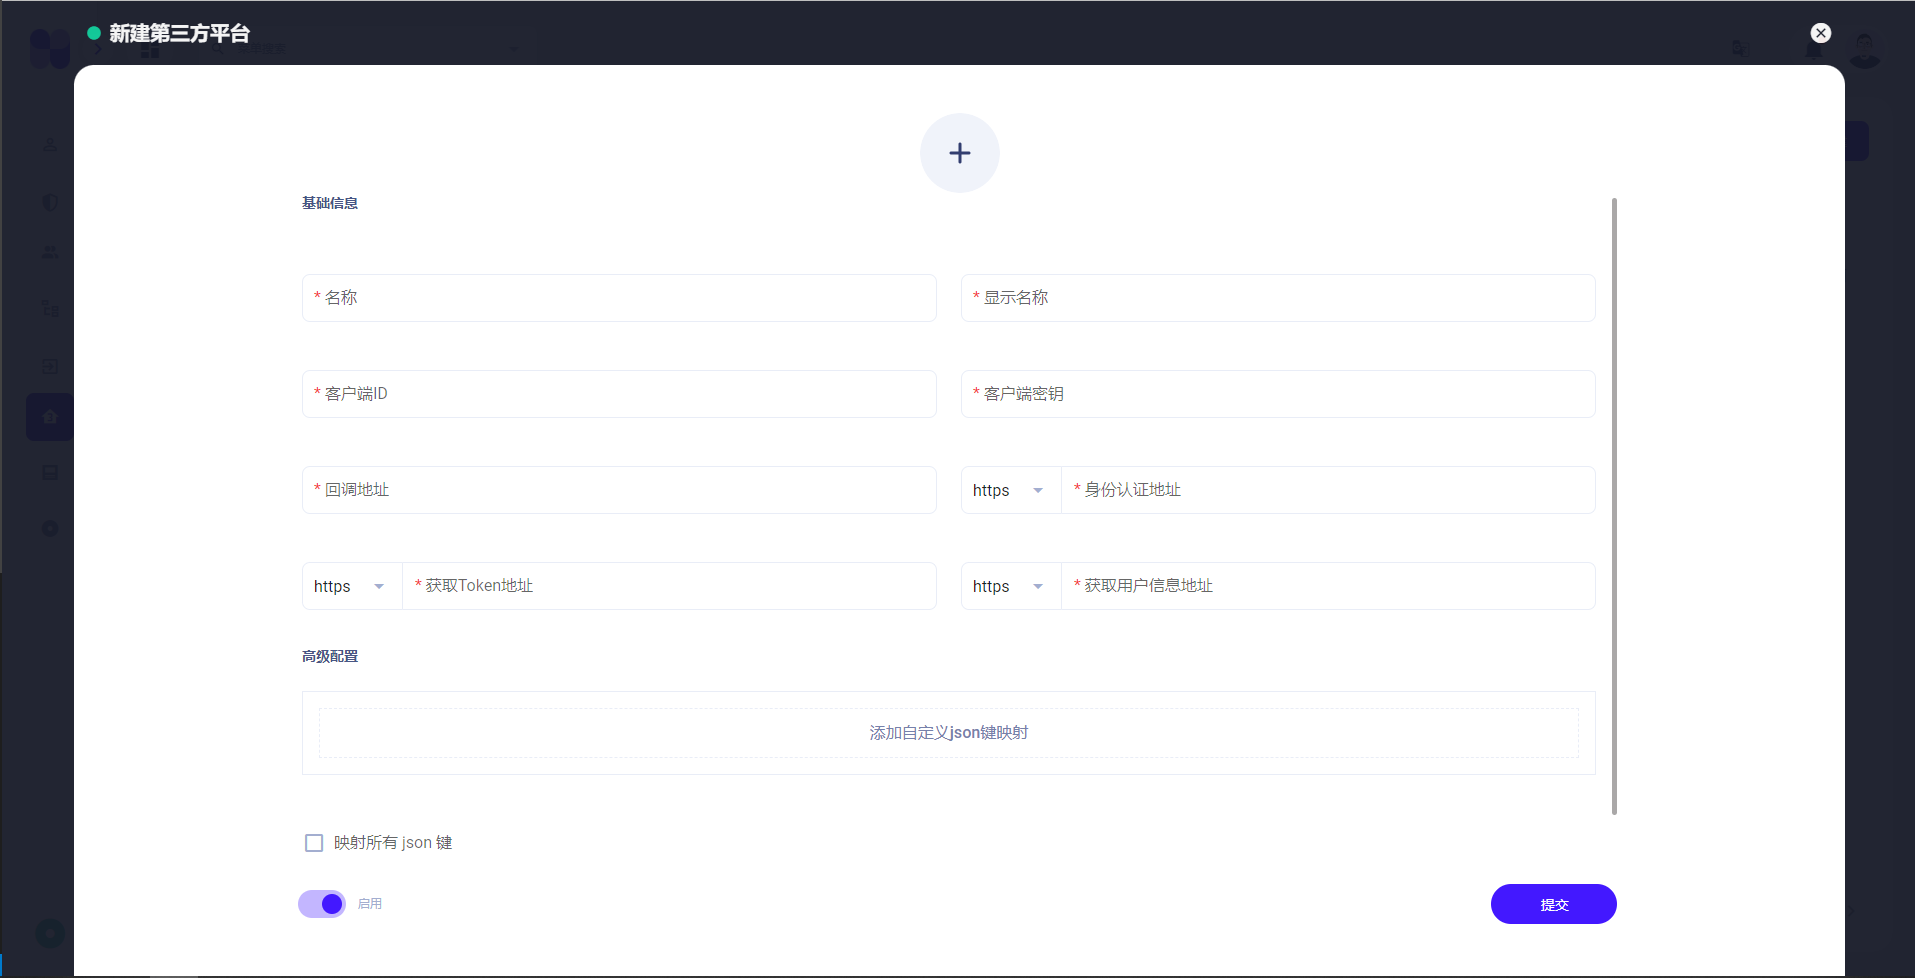 新建第三方平台
基础信息
* 名称
* 显示名称
* 客户端ID
* 客户端密钥
* 回调地址
https
* 身份认证地址
https
* 获取Token地址
https
* 获取用户信息地址
高级配置
添加自定义json键映射
映射所有 json 键
启用
提交